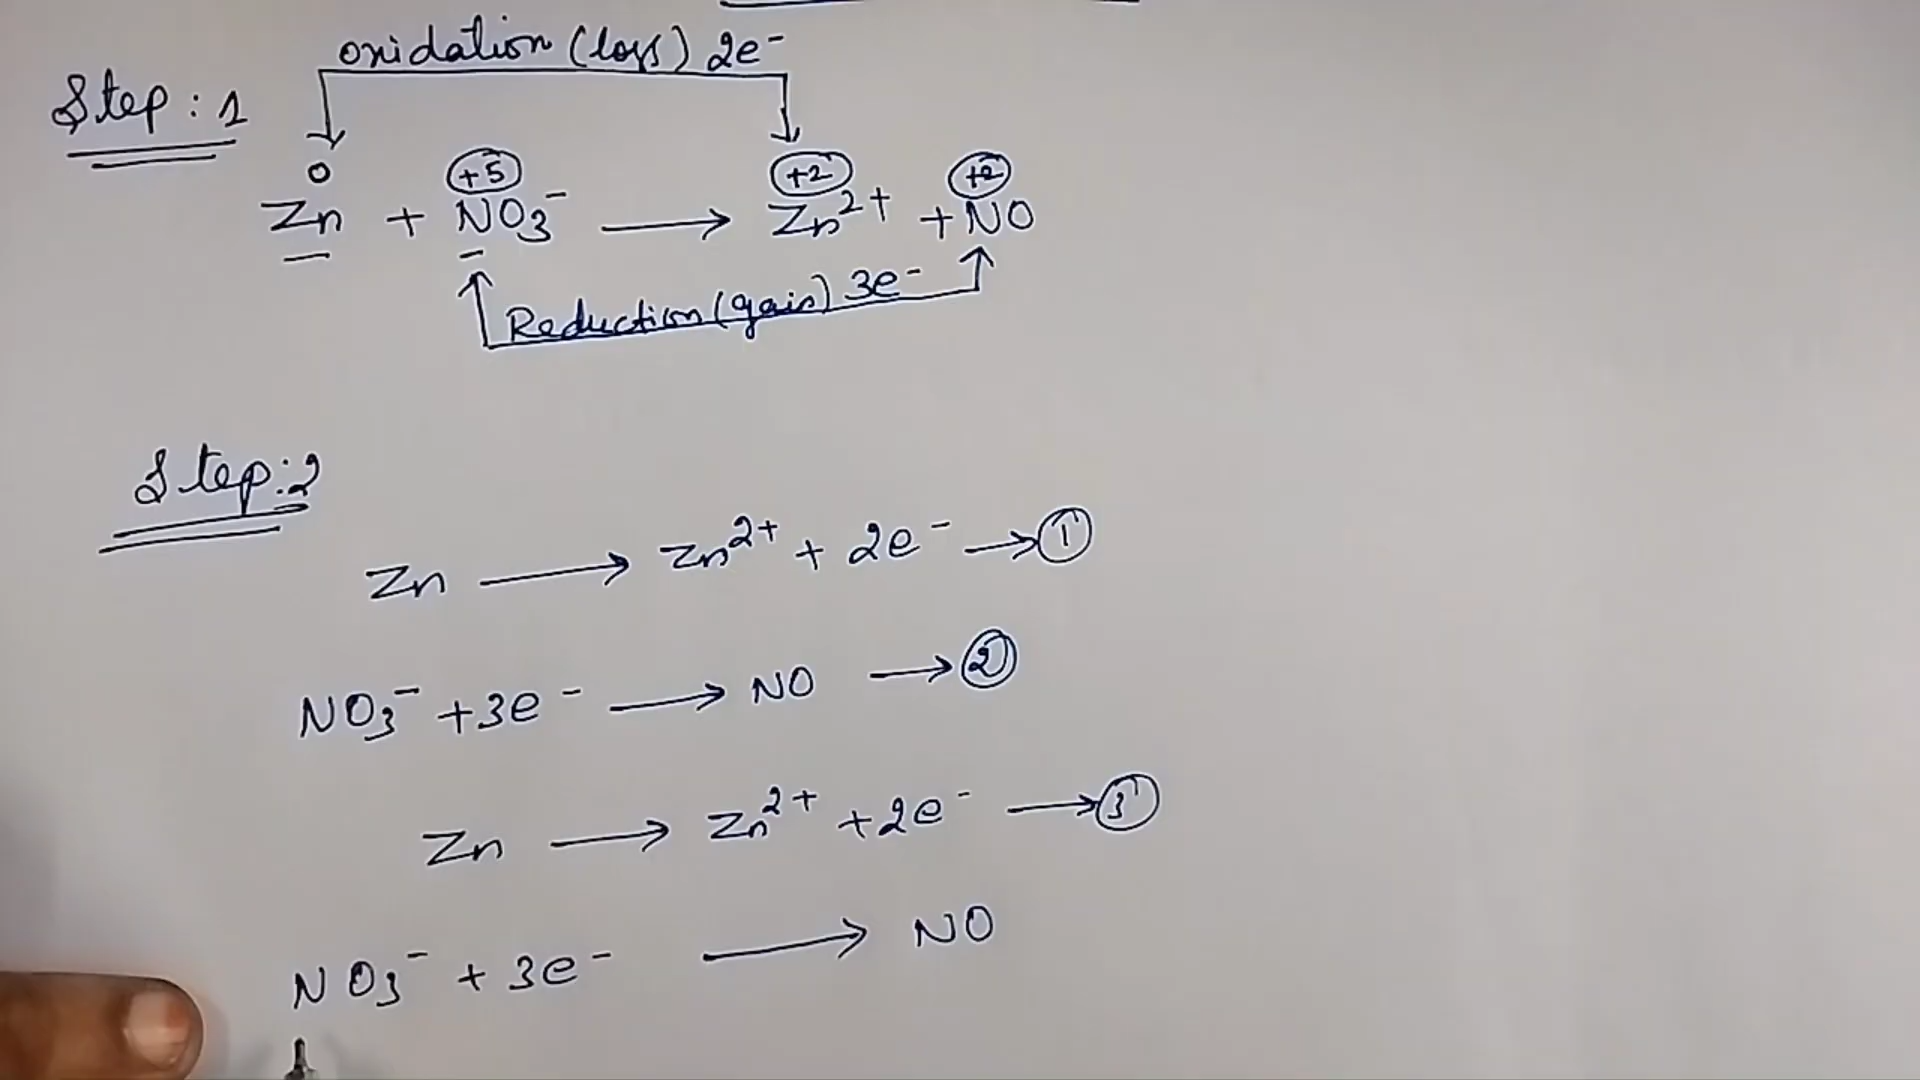 oxidation (loss) 2e⁻
Step : 1
0 +5 +2 +2
Zn + NO₃⁻ ⟶ Zn²⁺ + NO
Reduction (gain) 3e⁻
Step : 2
Zn ⟶ Zn²⁺ + 2e⁻ → ①
NO₃⁻ + 3e⁻ ⟶ NO → ②
Zn ⟶ Zn²⁺ + 2e⁻ → ③
NO₃⁻ + 3e⁻ ⟶ NO